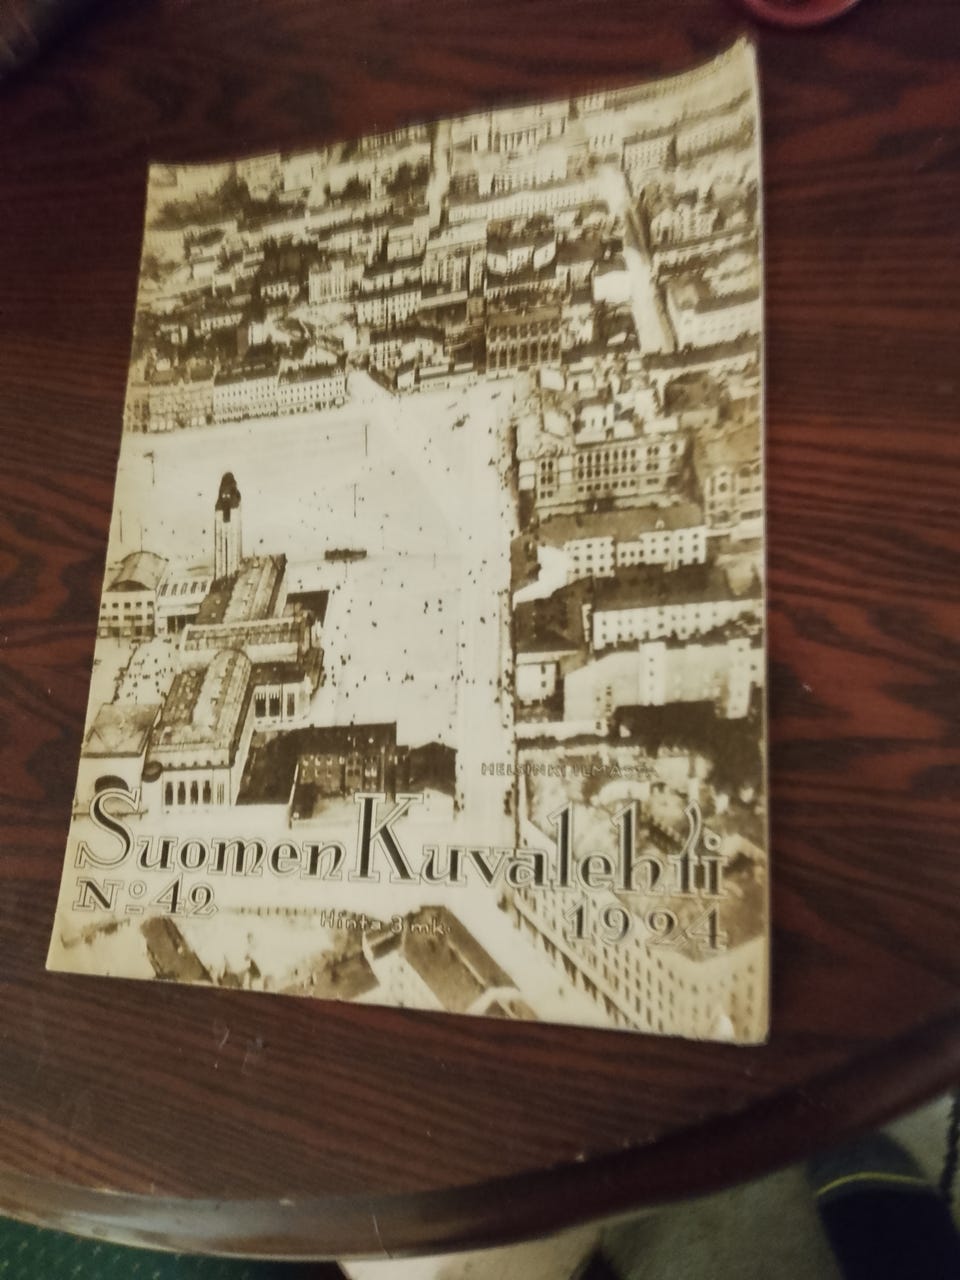 HELSINKI ILMASTA
Suomen Kuvalehti
No 42 1924
Hinta 3 mk.